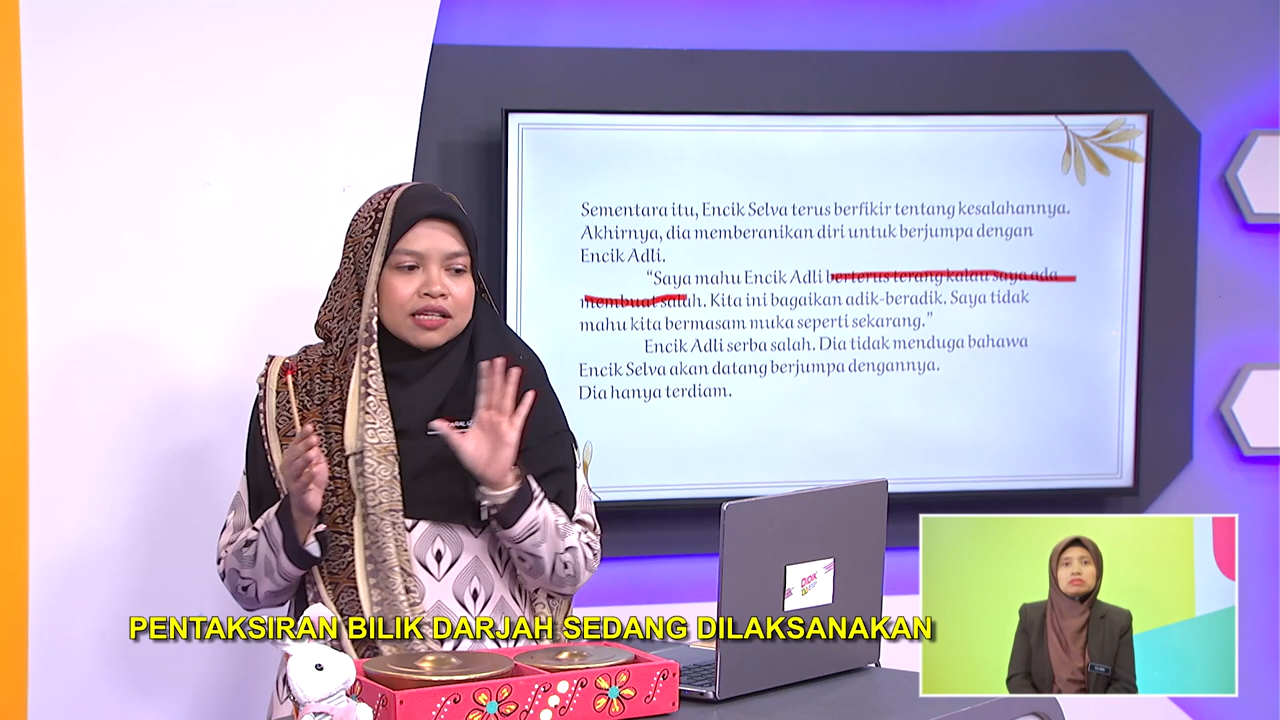 Sementara itu, Encik Selva terus berfikir tentang kesalahannya.
Akhirnya, dia memberanikan diri untuk berjumpa dengan
Encik Adli.
“Saya mahu Encik Adli berterus terang kalau saya ada
membuat salah. Kita ini bagaikan adik-beradik. Saya tidak
mahu kita bermasam muka seperti sekarang.”
Encik Adli serba salah. Dia tidak menduga bahawa
Encik Selva akan datang berjumpa dengannya.
Dia hanya terdiam.
DIDIK
PENTAKSIRAN BILIK DARJAH SEDANG DILAKSANAKAN